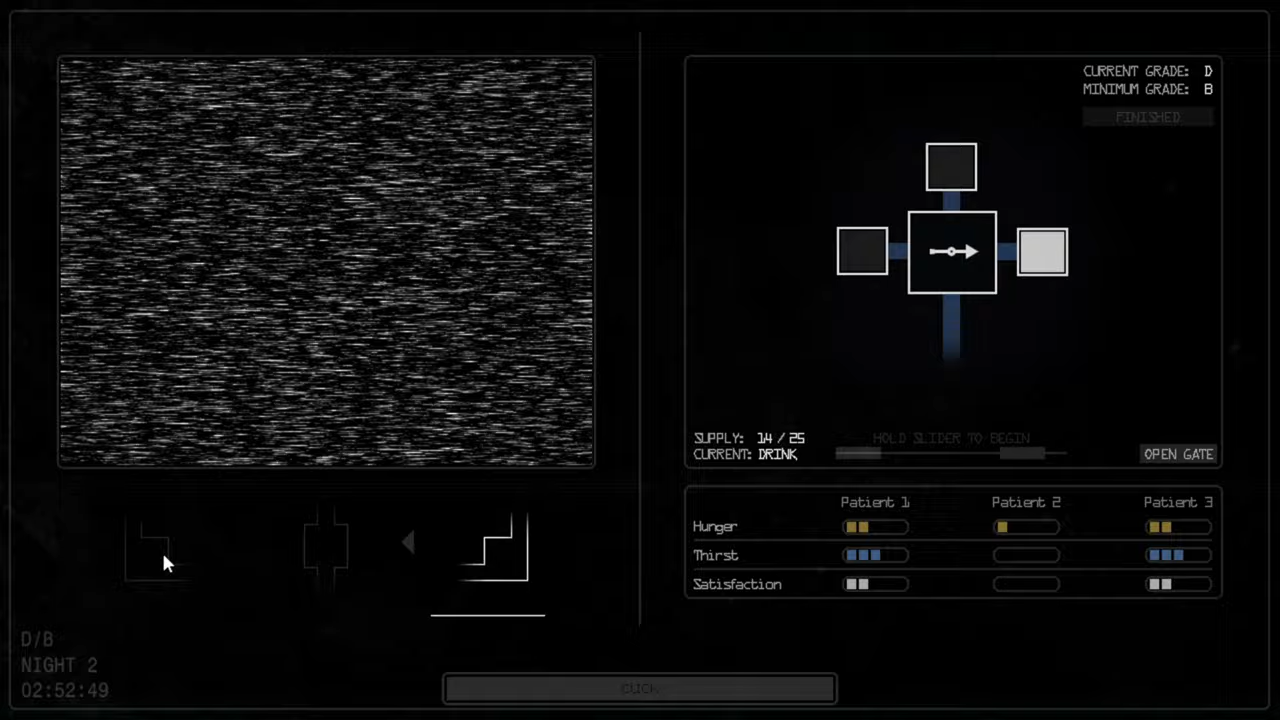 CURRENT GRADE: D
MINIMUM GRADE: B
FINISHED
SUPPLY: 14 / 25
HOLD SLIDER TO BEGIN
CURRENT: DRINK
OPEN GATE
Patient 1 Patient 2 Patient 3
Hunger
Thirst
Satisfaction
D/B
NIGHT 2
02:52:49
CLICK